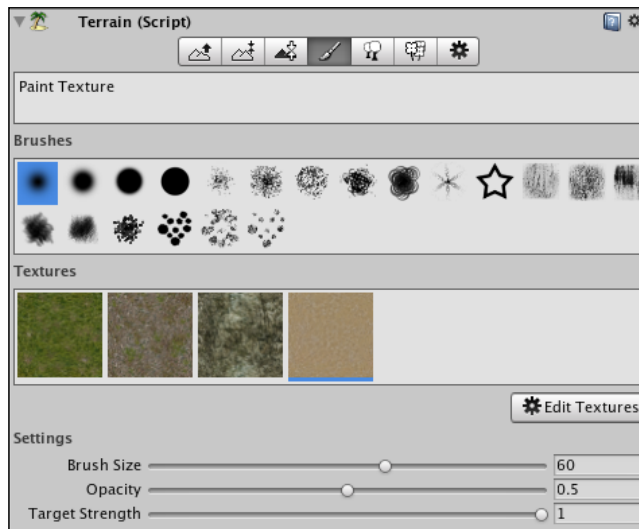 Terrain (Script)
Paint Texture
Brushes
Textures
Edit Textures
Settings
Brush Size 60
Opacity 0.5
Target Strength 1